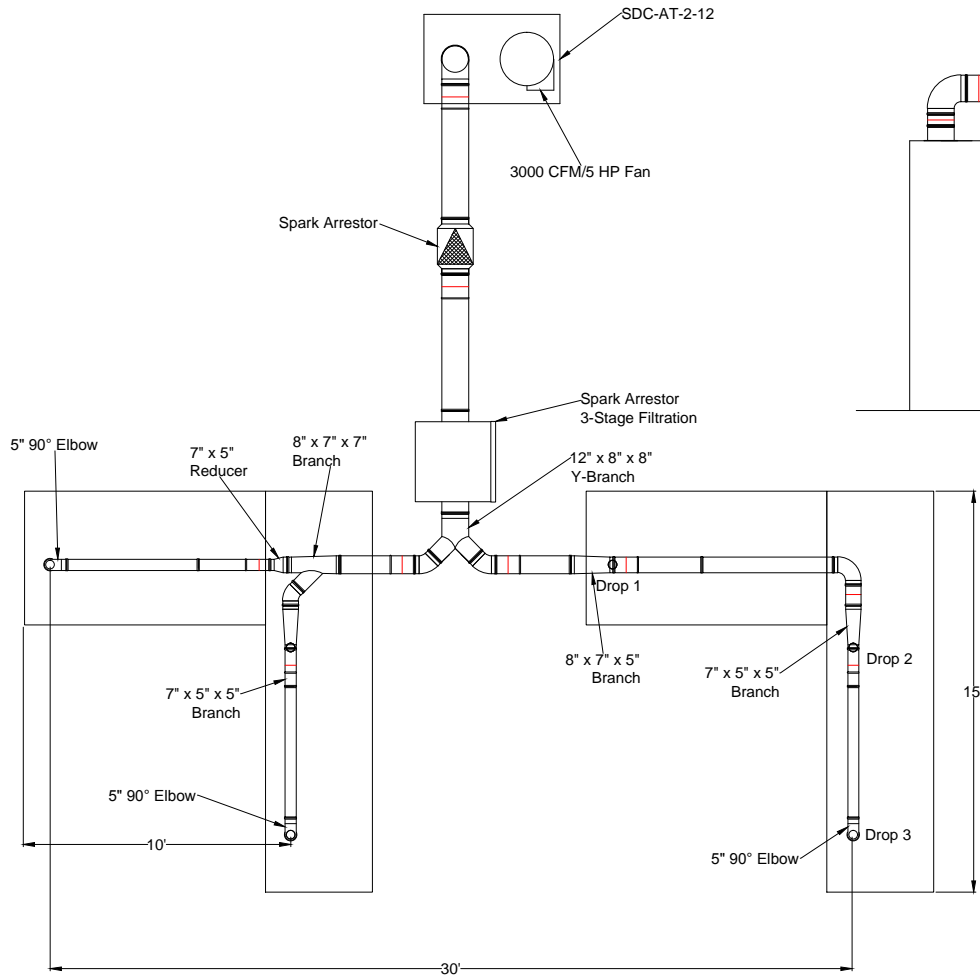 SDC-AT-2-12
3000 CFM/5 HP Fan
Spark Arrestor
Spark Arrestor
3-Stage Filtration
5" 90° Elbow
7" x 5"
Reducer
8" x 7" x 7"
Branch
12" x 8" x 8"
Y-Branch
Drop 1
8" x 7" x 5"
Branch
7" x 5" x 5"
Branch
Drop 2
7" x 5" x 5"
Branch
15
5" 90° Elbow
10'
Drop 3
5" 90° Elbow
30'